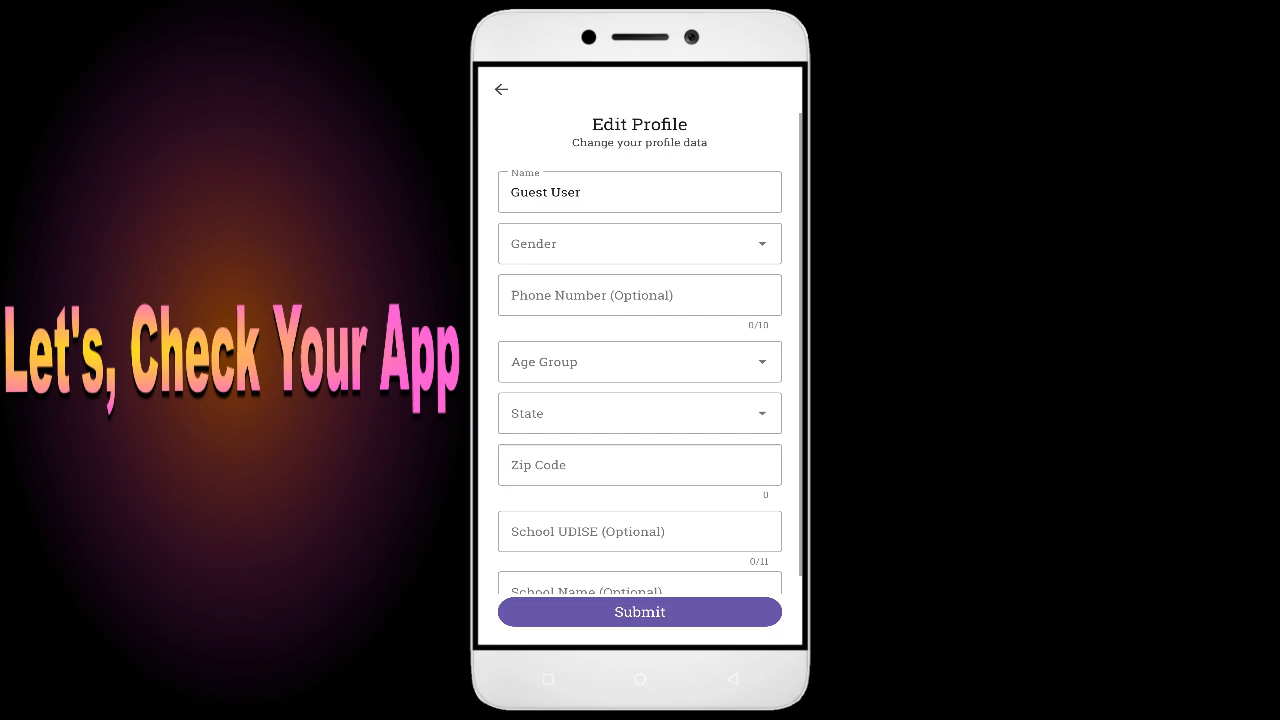 Let's, Check Your App
Edit Profile
Change your profile data
Name
Guest User
Gender
Phone Number (Optional)
0/10
Age Group
State
Zip Code
0
School UDISE (Optional)
0/11
School Name (Optional)
Submit